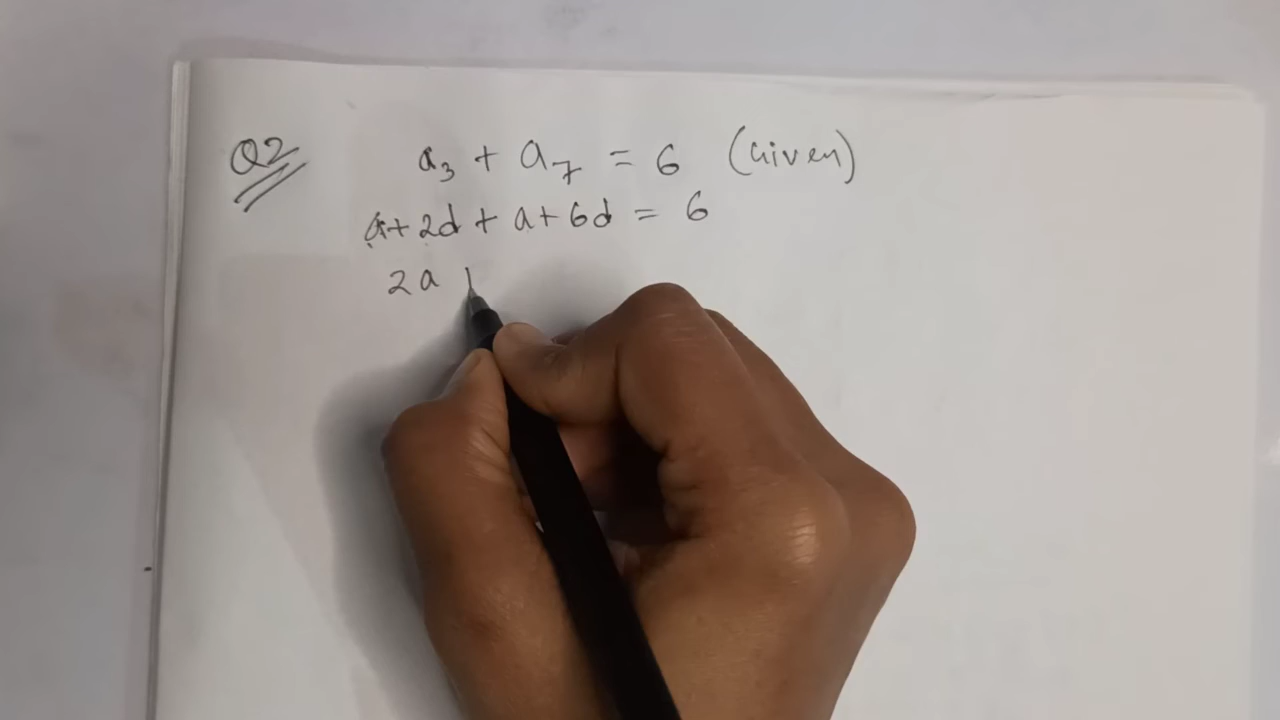 Q2
a₃ + a₇ = 6 (Given)
a+2d + a+6d = 6
2a